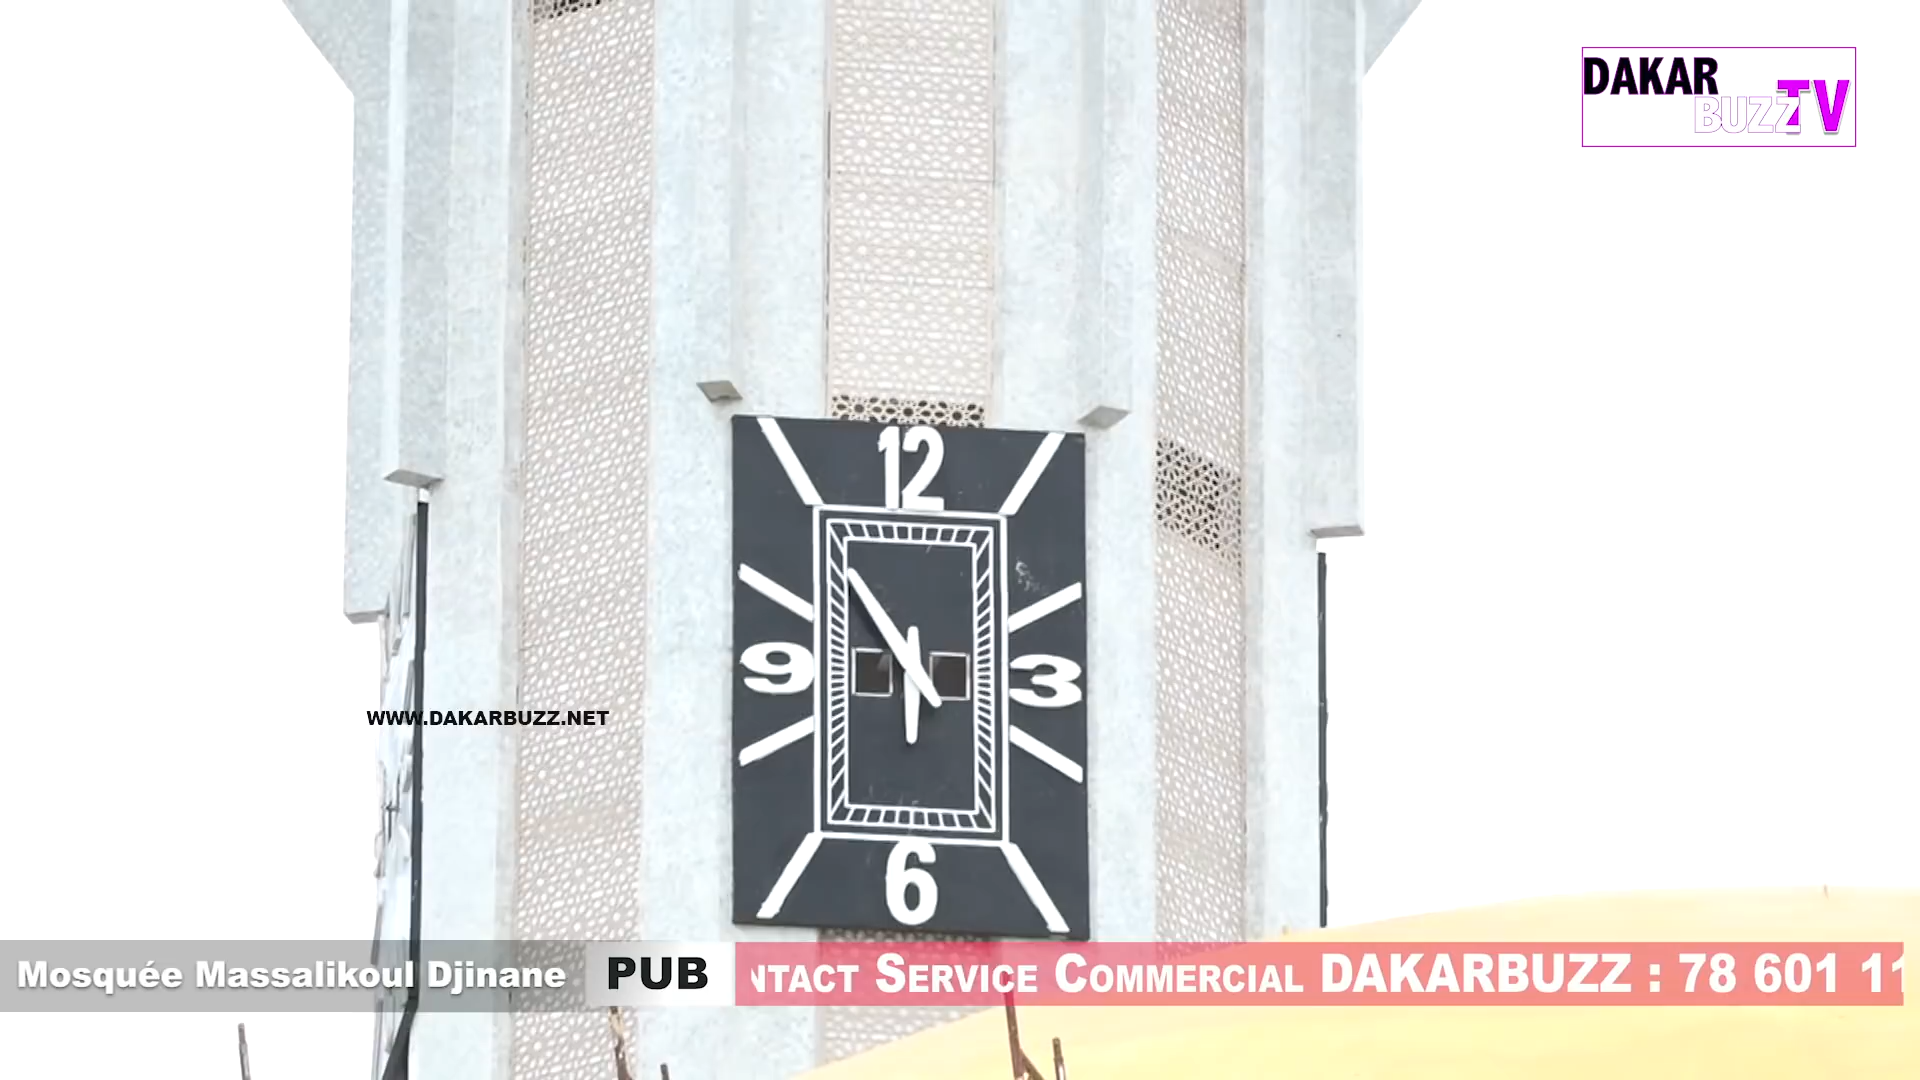 DAKAR
BUZZ TV
12
9
3
6
WWW.DAKARBUZZ.NET
Mosquée Massalikoul Djinane
PUB
NTACT SERVICE COMMERCIAL DAKARBUZZ : 78 601 11